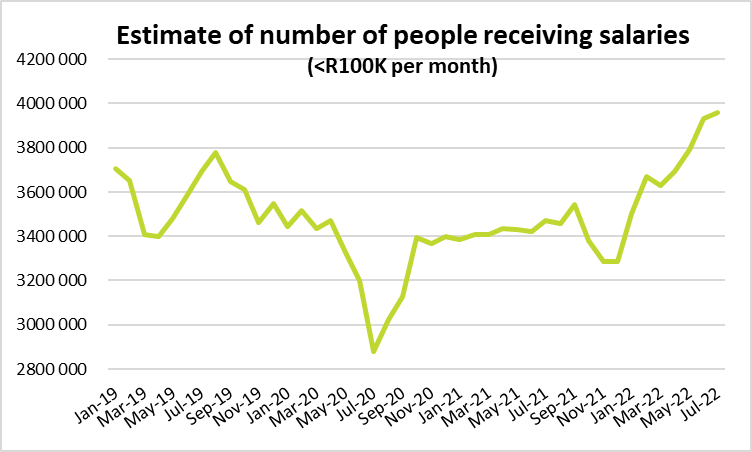 Estimate of number of people receiving salaries
(<R100K per month)
4200 000
4000 000
3800 000
3600 000
3400 000
3200 000
3000 000
2800 000
Jan-19
Mar-19
May-19
Jul-19
Sep-19
Nov-19
Jan-20
Mar-20
May-20
Jul-20
Sep-20
Nov-20
Jan-21
Mar-21
May-21
Jul-21
Sep-21
Nov-21
Jan-22
Mar-22
May-22
Jul-22